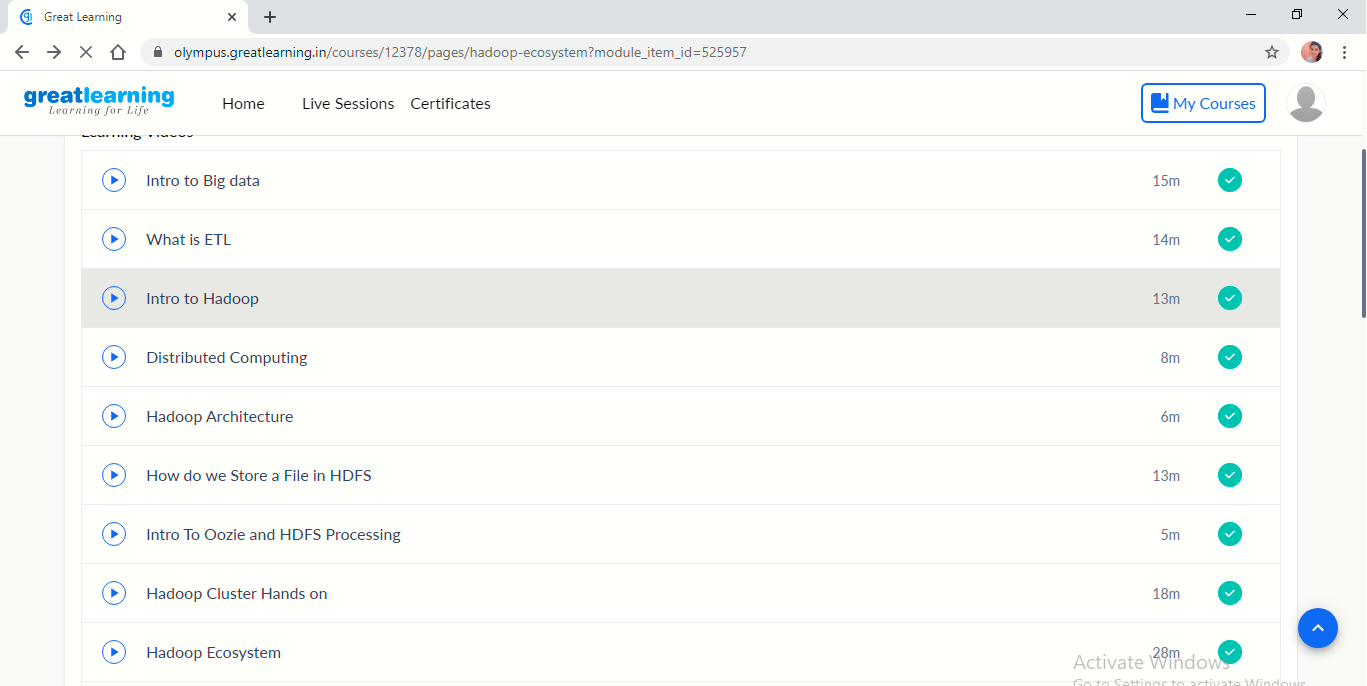 Great Learning
olympus.greatlearning.in/courses/12378/pages/hadoop-ecosystem?module_item_id=525957
greatlearning
Learning for Life
Home
Live Sessions
Certificates
My Courses
Learning Videos
Intro to Big data 15m
What is ETL 14m
Intro to Hadoop 13m
Distributed Computing 8m
Hadoop Architecture 6m
How do we Store a File in HDFS 13m
Intro To Oozie and HDFS Processing 5m
Hadoop Cluster Hands on 18m
Hadoop Ecosystem 28m
Activate Windows
Go to Settings to activate Windows.